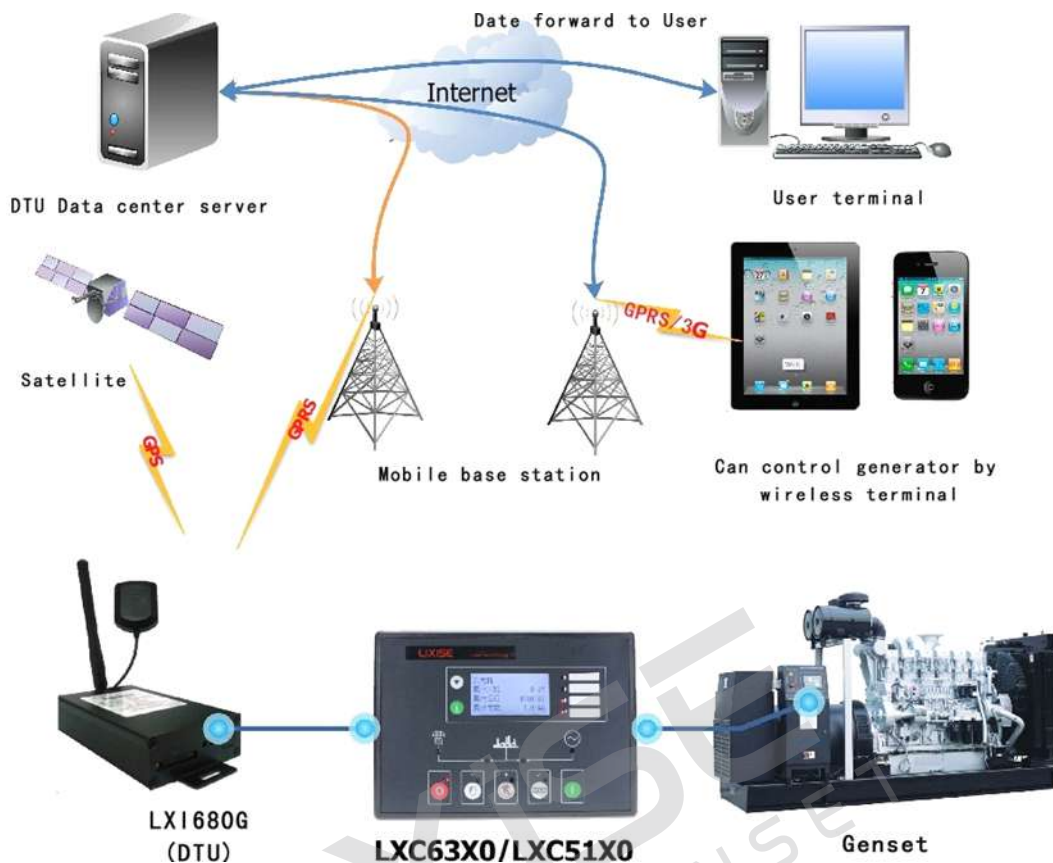 Date forward to User
Internet
DTU Data center server
User terminal
Satellite
GPS
GPRS
GPRS/3G
Mobile base station
Can control generator by
wireless terminal
LIXISE
LXI680G
(DTU)
LXC63X0/LXC51X0
Genset